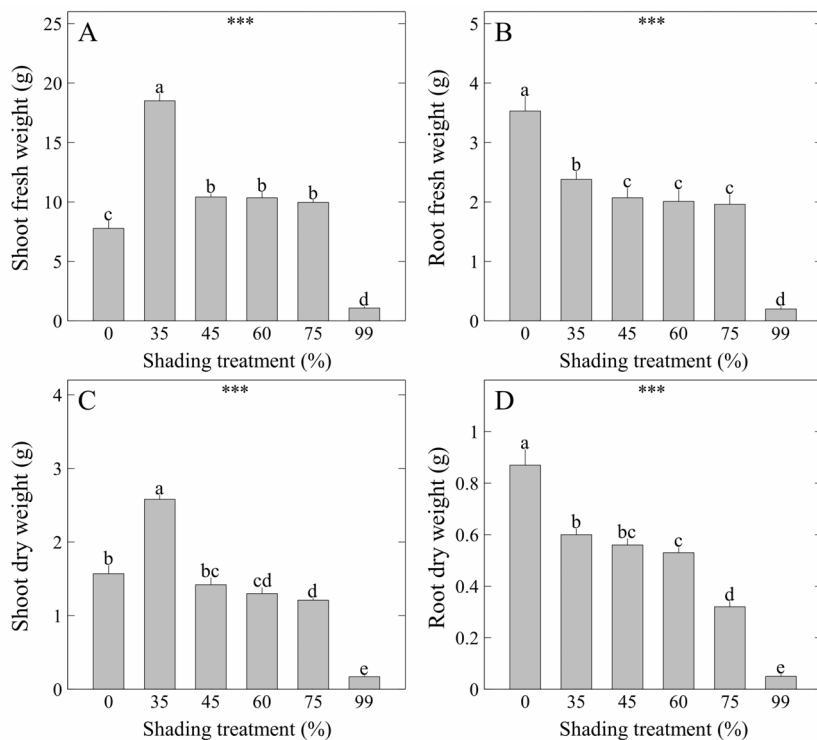 A
***
Shoot fresh weight (g)
25
20
15
10
5
0
c
a
b
b
b
d
0 35 45 60 75 99
Shading treatment (%)
B
***
Root fresh weight (g)
5
4
3
2
1
0
a
b
c
c
c
d
0 35 45 60 75 99
Shading treatment (%)
C
***
Shoot dry weight (g)
4
3
2
1
0
b
a
bc
cd
d
e
0 35 45 60 75 99
Shading treatment (%)
D
***
Root dry weight (g)
1
0.8
0.6
0.4
0.2
0
a
b
bc
c
d
e
0 35 45 60 75 99
Shading treatment (%)